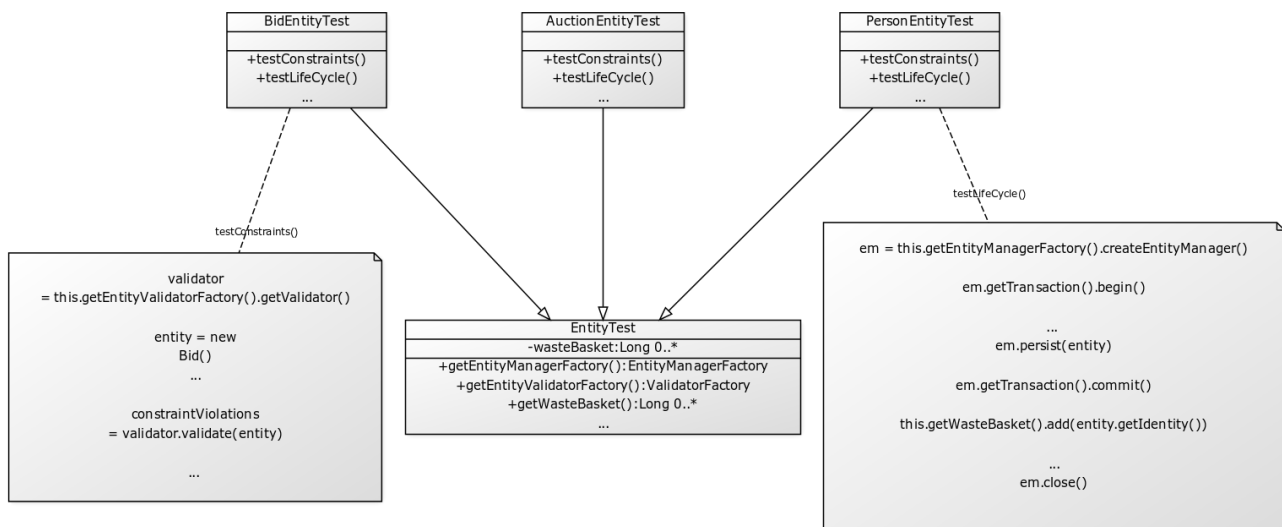 BidEntityTest
+testConstraints()
+testLifeCycle()
...
AuctionEntityTest
+testConstraints()
+testLifeCycle()
...
PersonEntityTest
+testConstraints()
+testLifeCycle()
...
testConstraints()
testLifeCycle()
validator
= this.getEntityValidatorFactory().getValidator()
entity = new
Bid()
...
constraintViolations
= validator.validate(entity)
...
EntityTest
-wasteBasket:Long 0..*
+getEntityManagerFactory():EntityManagerFactory
+getEntityValidatorFactory():ValidatorFactory
+getWasteBasket():Long 0..*
...
em = this.getEntityManagerFactory().createEntityManager()
em.getTransaction().begin()
...
em.persist(entity)
em.getTransaction().commit()
this.getWasteBasket().add(entity.getIdentity())
...
em.close()